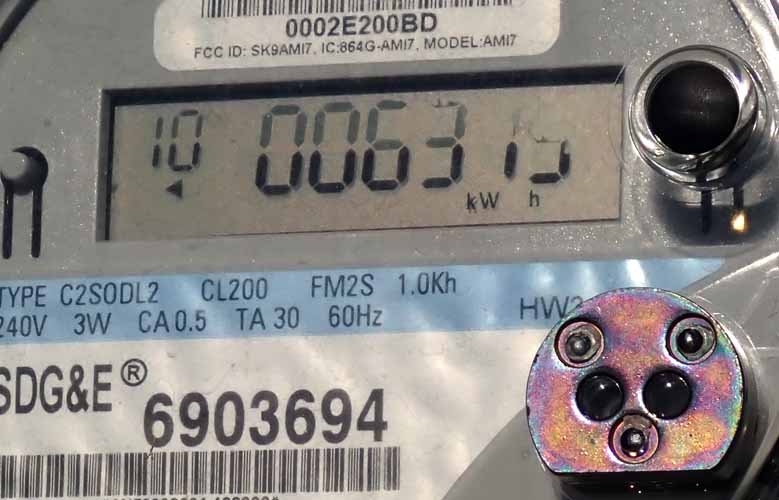 0002E200BD
FCC ID: SK9AMI7, IC:864G-AMI7, MODEL:AMI7
10 006315
kW h
TYPE C2SODL2 CL200 FM2S 1.0Kh
240V 3W CA 0.5 TA 30 60Hz
SDG&E®
6903694